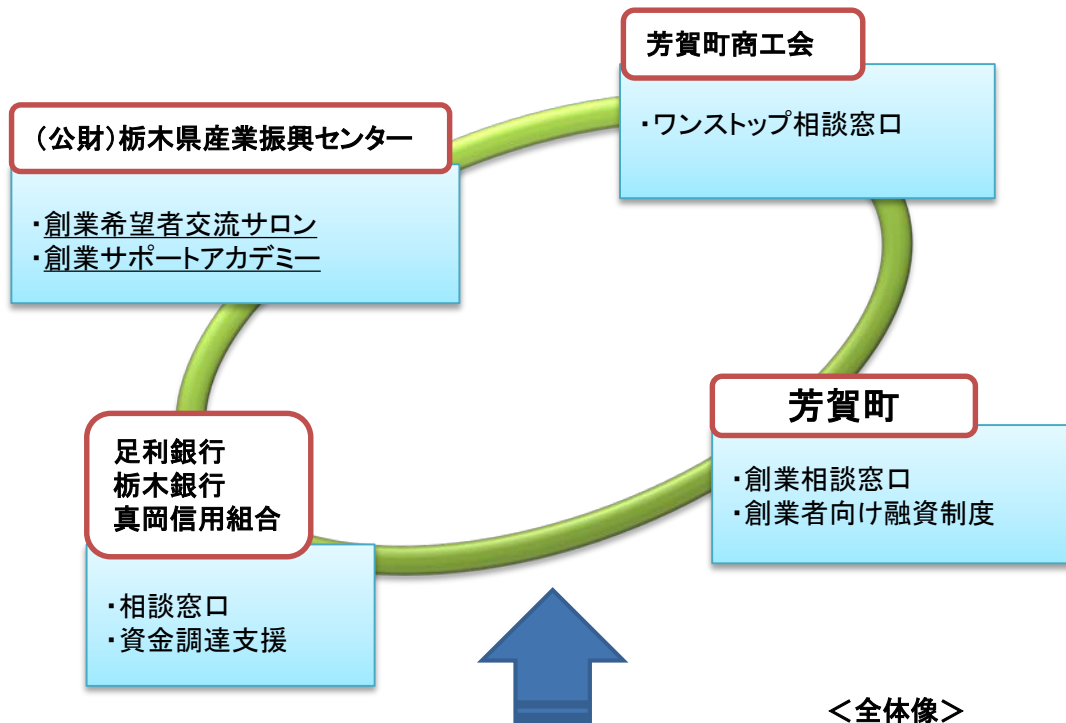 芳賀町商工会
・ワンストップ相談窓口
（公財）栃木県産業振興センター
・創業希望者交流サロン
・創業サポートアカデミー
芳賀町
・創業相談窓口
・創業者向け融資制度
足利銀行
栃木銀行
真岡信用組合
・相談窓口
・資金調達支援
＜全体像＞